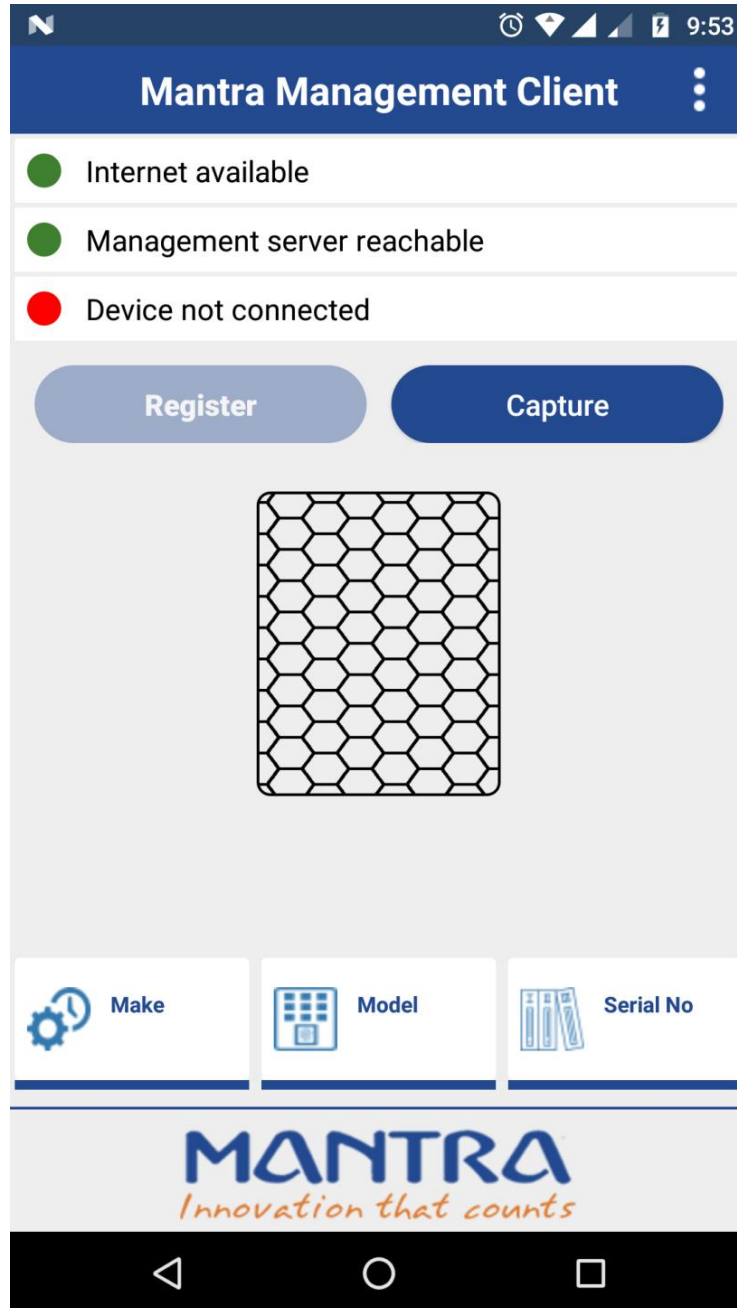 9:53
Mantra Management Client
Internet available
Management server reachable
Device not connected
Register Capture
Make Model Serial No
MANTRA
Innovation that counts